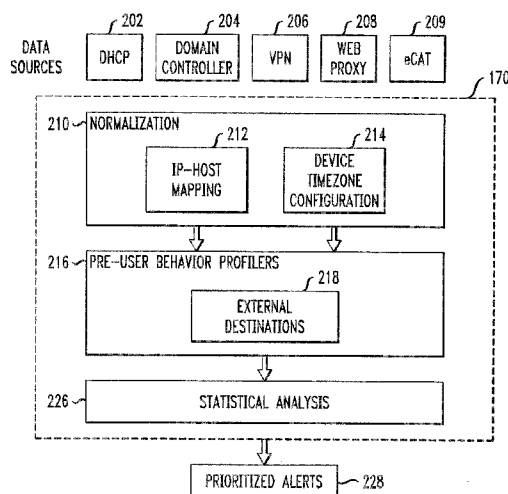 DATA
SOURCES
202
DHCP
204
DOMAIN
CONTROLLER
206
VPN
208
WEB
PROXY
209
eCAT
170
210
NORMALIZATION
212
IP-HOST
MAPPING
214
DEVICE
TIMEZONE
CONFIGURATION
216
PRE-USER BEHAVIOR PROFILERS
218
EXTERNAL
DESTINATIONS
226
STATISTICAL ANALYSIS
PRIORITIZED ALERTS
228